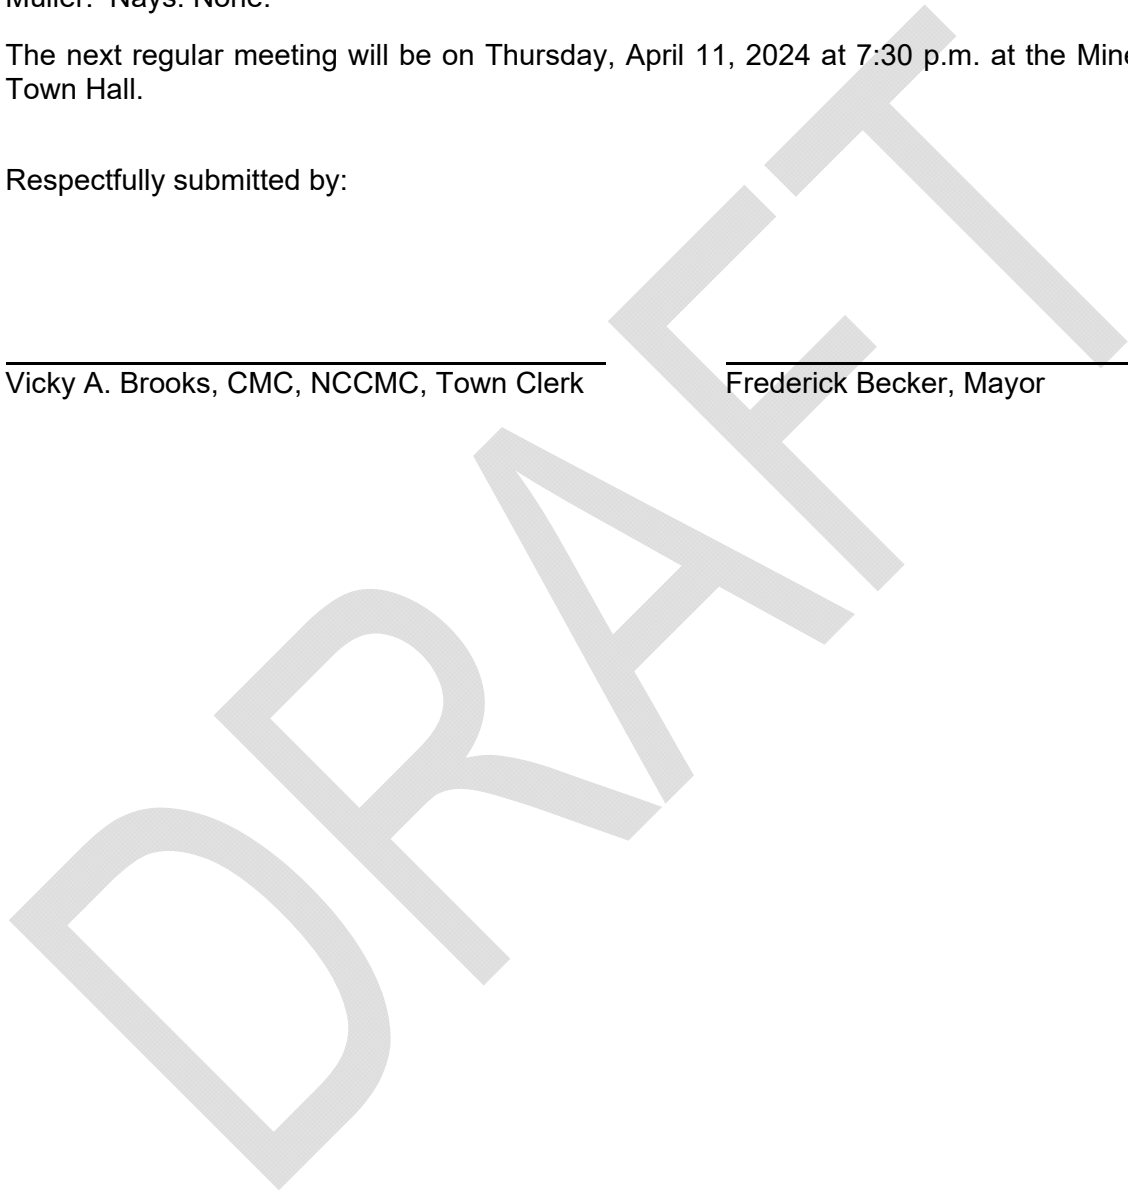 Muller. Nays: None.
The next regular meeting will be on Thursday, April 11, 2024 at 7:30 p.m. at the
Town Hall.
Respectfully submitted by:
Vicky A. Brooks, CMC, NCCMC, Town Clerk
Frederick Becker, Mayor
DRAFT